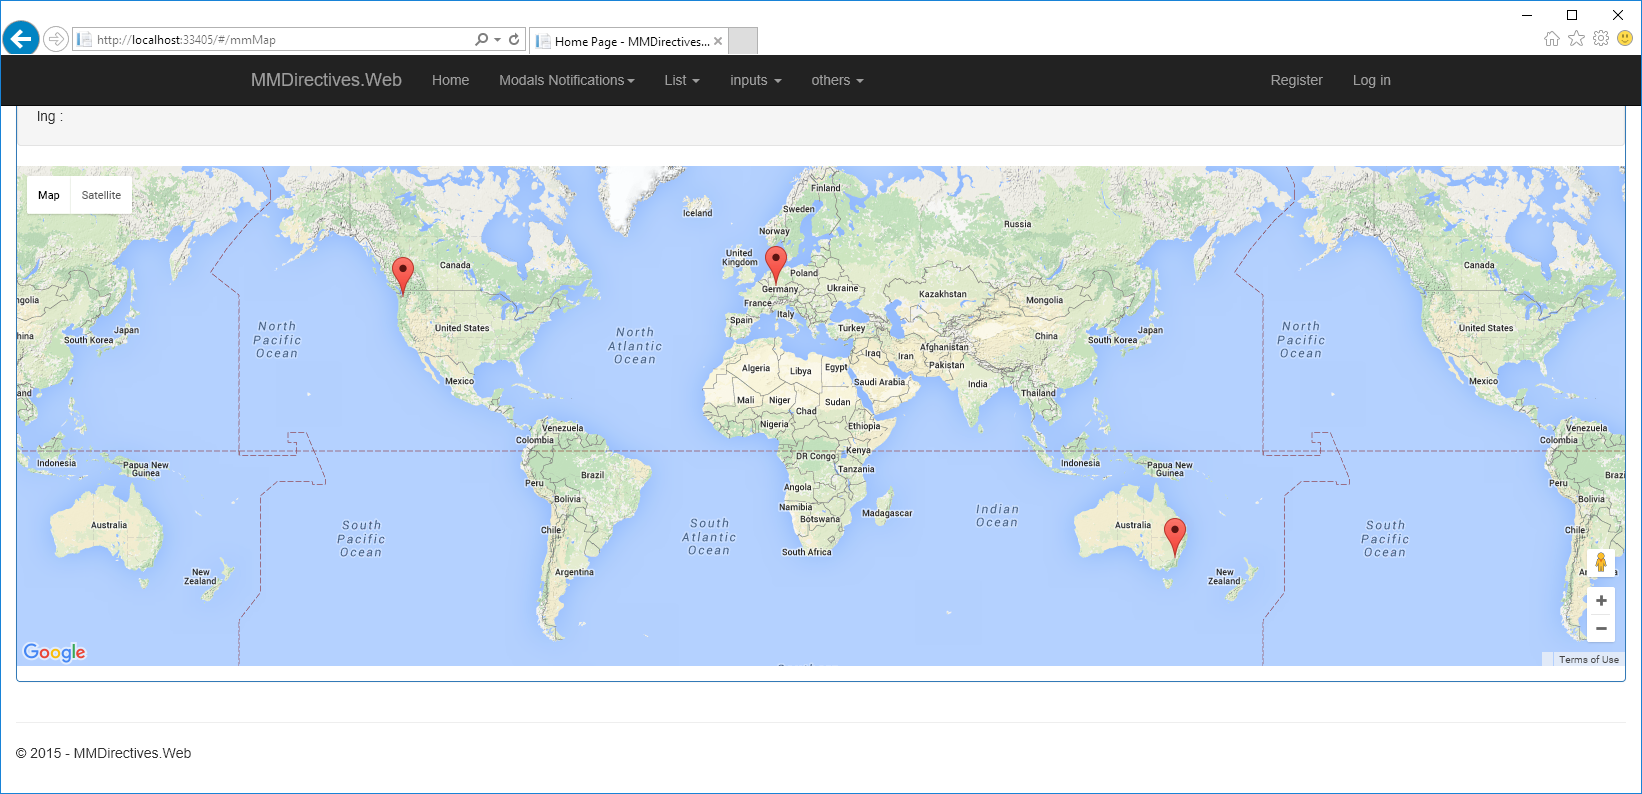 http://localhost:33405/#/mmMap
Home Page - MMDirectives...
MMDirectives.Web Home Modals Notifications List inputs others Register Log in
lng :
Map Satellite
Finland
Iceland
Sweden
Russia
Norway
United
Kingdom
Canada
Canada
Poland
Germany
Ukraine
Kazakhstan
Mongolia
ngolia
France
Italy
Spain
Turkey
Japan
Japan
United States
United States
North
Pacific
Ocean
North
Atlantic
Ocean
North
Pacific
Ocean
hina
South Korea
China
South Korea
Iraq
Iran
Afghanistan
Pakistan
Algeria
Libya
Egypt
Saudi Arabia
India
Mexico
Mexico
and
Thailand
Mali
Niger
Sudan
Chad
Nigeria
Ethiopia
Venezuela
Colombia
Venezuela
Colombia
Kenya
DR Congo
Tanzania
Indonesia
Papua New
Guinea
Indonesia
Papua New
Guinea
Peru
Brazil
Peru
Brazi
Angola
Bolivia
Bolivia
Namibia
Botswana
Madagascar
Indian
Ocean
Australia
Australia
South
Pacific
Ocean
South
Atlantic
Ocean
South
Pacific
Ocean
Chile
Chile
South Africa
New
Zealand
New
Zealand
Argentina
Google
Terms of Use
© 2015 - MMDirectives.Web